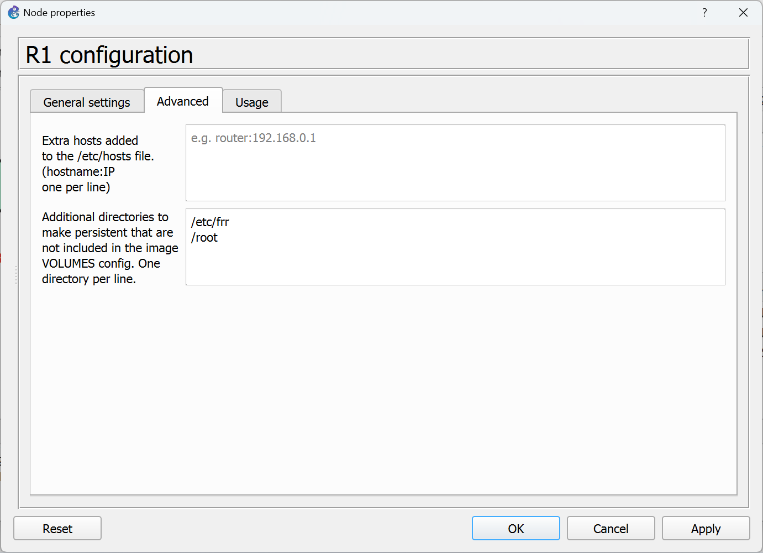 Node properties
R1 configuration
General settings
Advanced
Usage
Extra hosts added
to the /etc/hosts file.
(hostname:IP
one per line)
e.g. router:192.168.0.1
Additional directories to
make persistent that are
not included in the image
VOLUMES config. One
directory per line.
/etc/frr
/root
Reset
OK
Cancel
Apply